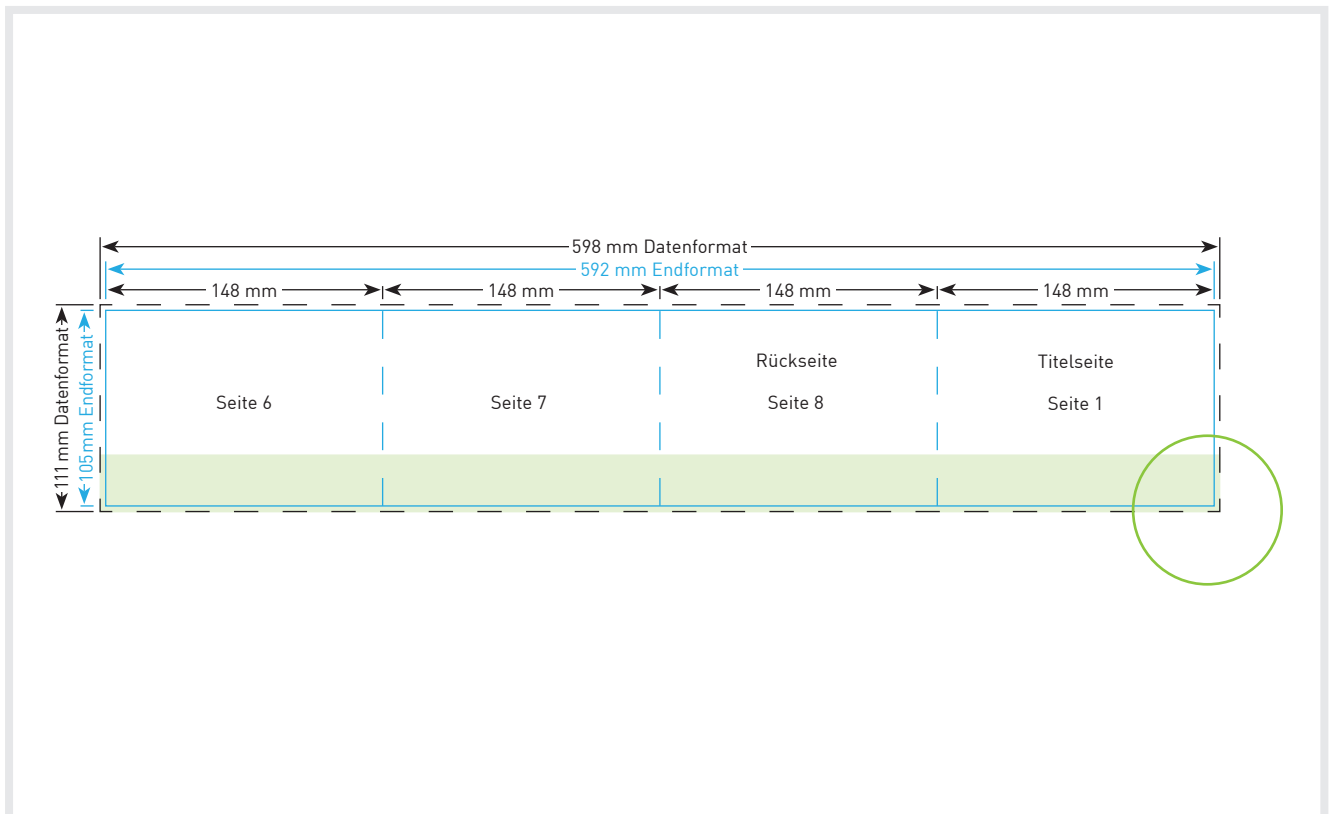 598 mm Datenformat
592 mm Endformat
148 mm 148 mm 148 mm 148 mm
111 mm Datenformat
105 mm Endformat
Rückseite Titelseite
Seite 6 Seite 7 Seite 8 Seite 1